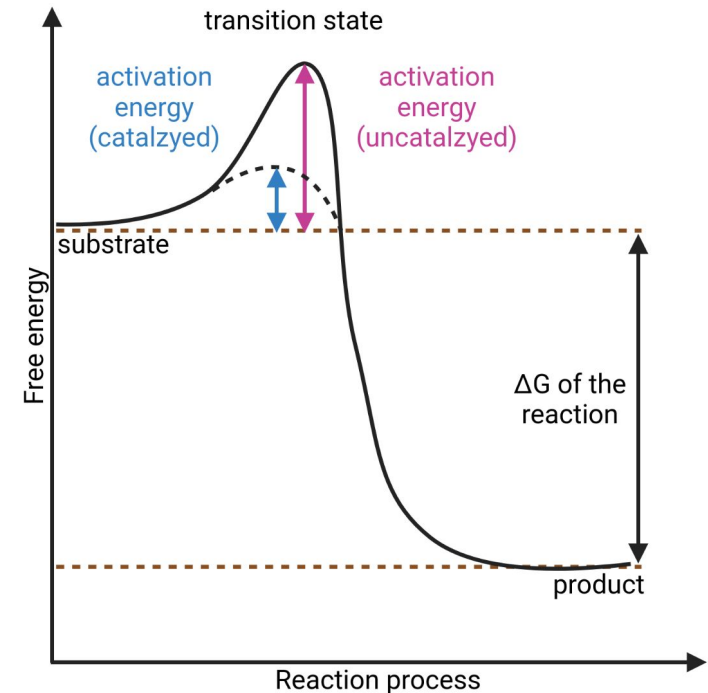 transition state
activation
energy
(catalzyed)
activation
energy
(uncatalzyed)
substrate
Free energy
ΔG of the
reaction
product
Reaction process